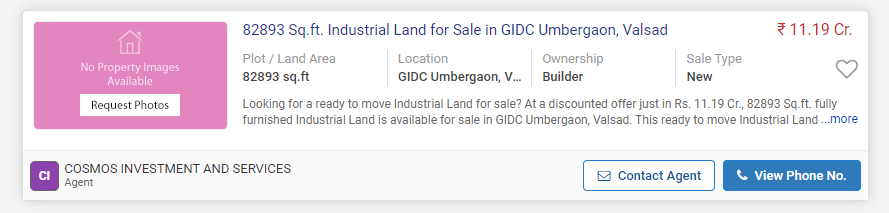 82893 Sq.ft. Industrial Land for Sale in GIDC Umbergaon, Valsad
₹ 11.19 Cr.
No Property Images
Available
Request Photos
Plot / Land Area
82893 sq.ft
Location
GIDC Umbergaon, V...
Ownership
Builder
Sale Type
New
Looking for a ready to move Industrial Land for sale? At a discounted offer just in Rs. 11.19 Cr., 82893 Sq.ft. fully
furnished Industrial Land is available for sale in GIDC Umbergaon, Valsad. This ready to move Industrial Land ...more
CI
COSMOS INVESTMENT AND SERVICES
Agent
Contact Agent
View Phone No.